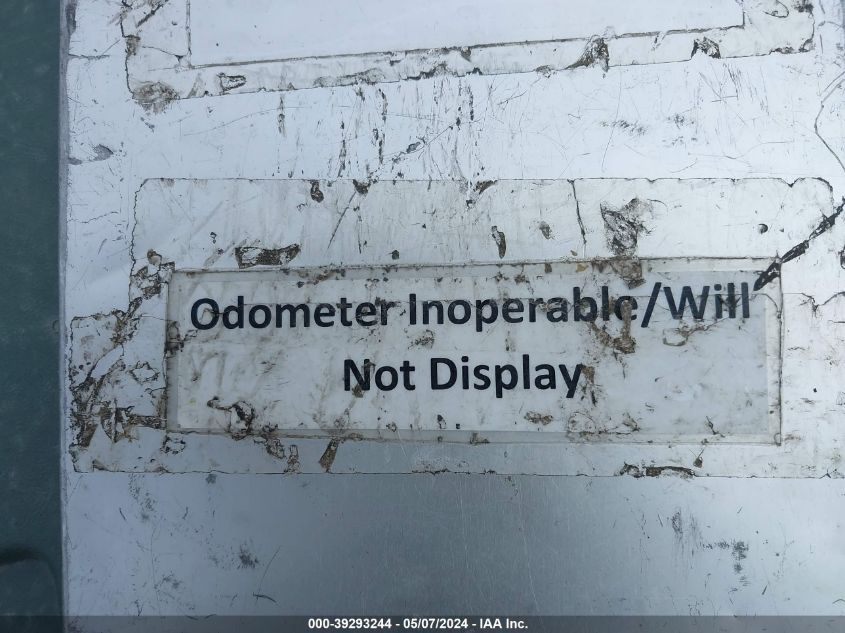 Odometer Inoperable/Will
Not Display
000-39293244 - 05/07/2024 - IAA Inc.